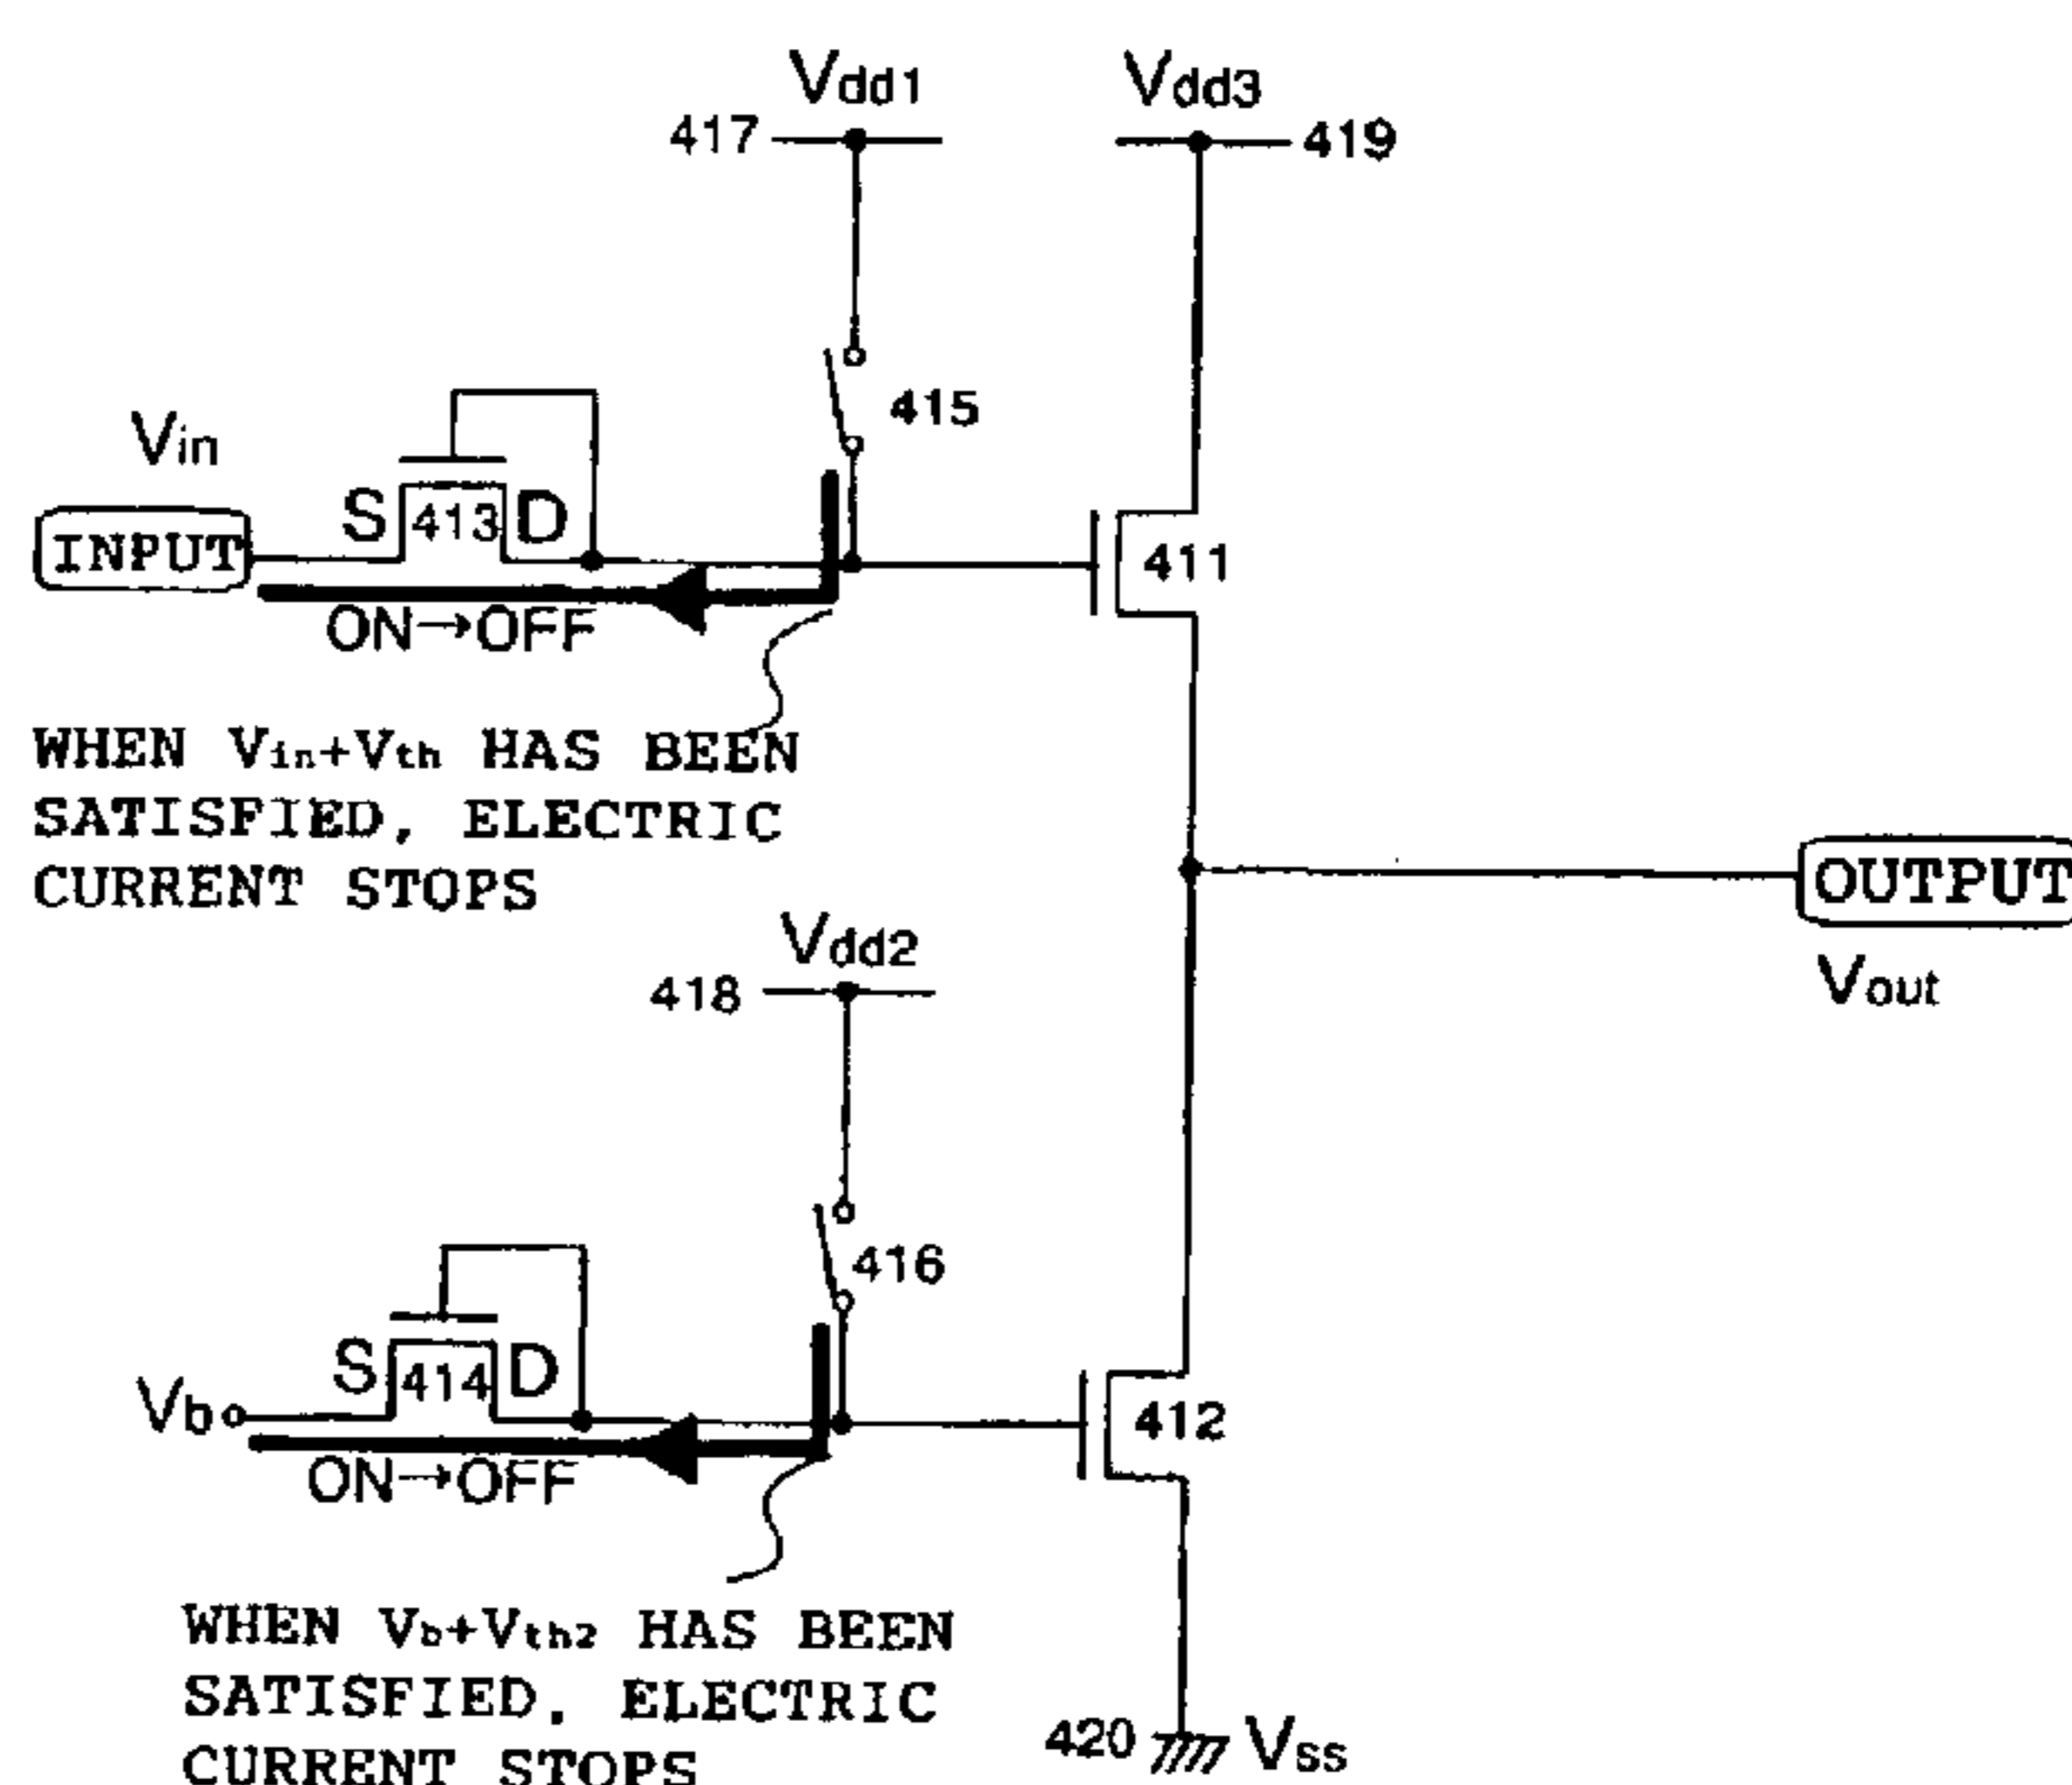 Vdd1
Vdd3
417
419
415
Vin
S
413
D
INPUT
411
ON→OFF
WHEN Vin+Vth HAS BEEN
SATISFIED, ELECTRIC
CURRENT STOPS
OUTPUT
Vout
Vdd2
418
416
S
414
D
Vb
412
ON→OFF
WHEN Vb+Vth2 HAS BEEN
SATISFIED, ELECTRIC
CURRENT STOPS
420
Vss